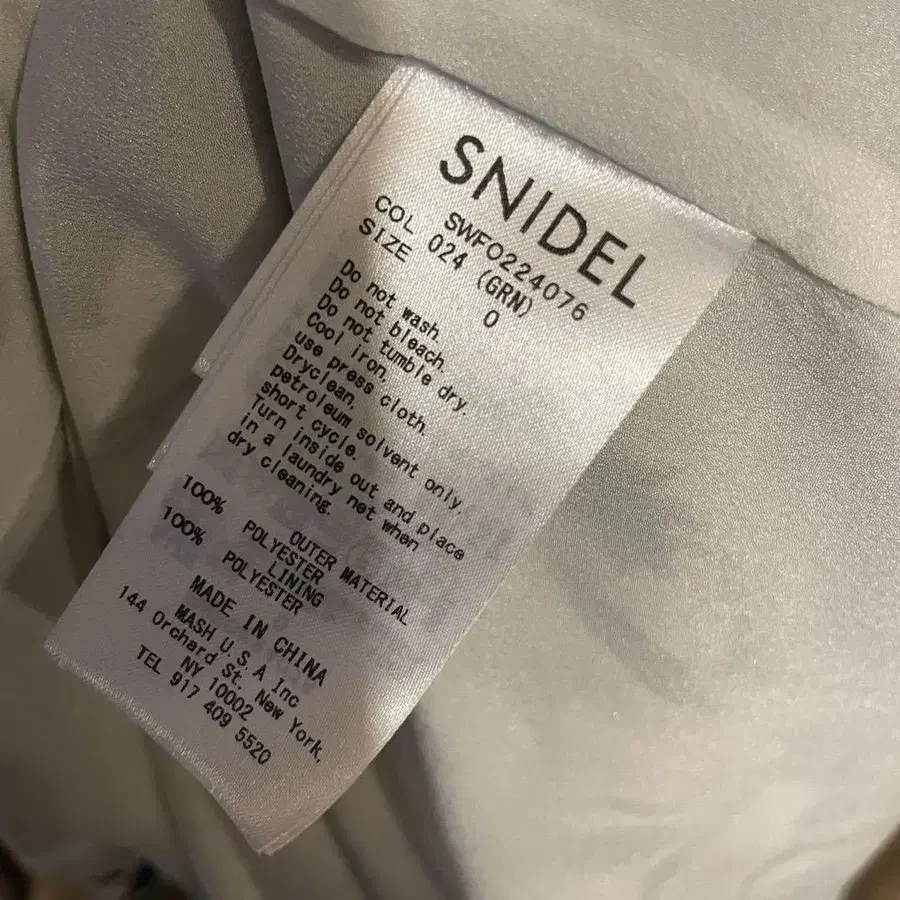 SNIDEL
SWFO224076
COL 024 (GRN)
SIZE 0
Do not wash.
Do not bleach.
Do not tumble dry.
Cool iron,
use press cloth.
Dryclean,
petroleum solvent only.
short cycle.
Turn inside out and place
in a laundry net when
dry cleaning.
OUTER MATERIAL
100% POLYESTER
LINING
100% POLYESTER
MADE IN CHINA
MASH U.S.A Inc
144 Orchard St, New York,
NY 10002
TEL 917 409 5520